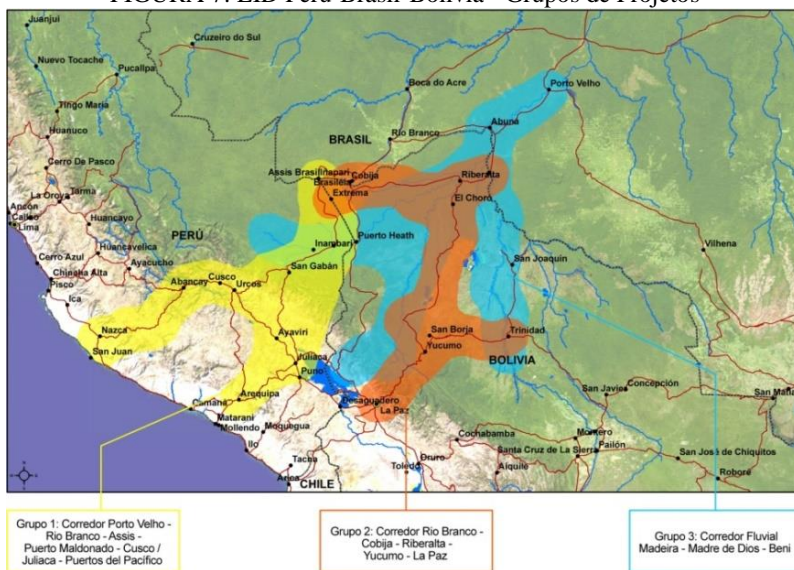 FIGURA 7: EID Peru-Brasil-Bolívia - Grupos de Projetos
Juanjuí
Cruzeiro do Sul
Nuevo Tocache
Pucallpa
Boca do Acre
Porto Velho
Tingo María
Abuná
Huanuco
BRASIL
Rio Branco
Cerro De Pasco
Assis Brasil
Iñapari
Cobija
Riberalta
Brasiléia
Extrema
La Oroya
Tarma
El Choro
Ancon
Callao
Lima
Huancayo
PERÚ
Inambari
Puerto Heath
Vilhena
Huancavelica
San Gabán
San Joaquín
Cerro Azul
Ayacucho
Chincha Alta
Cusco
Pisco
Abancay
Urcos
Ica
Nazca
Ayaviri
San Borja
Trinidad
San Juan
Yucumo
BOLIVIA
Juliaca
Puno
San Javier
Concepción
Arequipa
Desaguadero
San Matía
Camaná
La Paz
Matarani
Mollendo
Moquegua
Cochabamba
Montero
Ilo
Santa Cruz de La Sierra
Pailón
Tacna
Oruro
San José de Chiquitos
Toledo
Aiquile
Arica
CHILE
Roboré
Grupo 1: Corredor Porto Velho -
Rio Branco - Assis -
Puerto Maldonado - Cusco /
Juliaca - Puertos del Pacífico
Grupo 2: Corredor Rio Branco -
Cobija - Riberalta -
Yucumo - La Paz
Grupo 3: Corredor Fluvial
Madeira - Madre de Dios - Beni